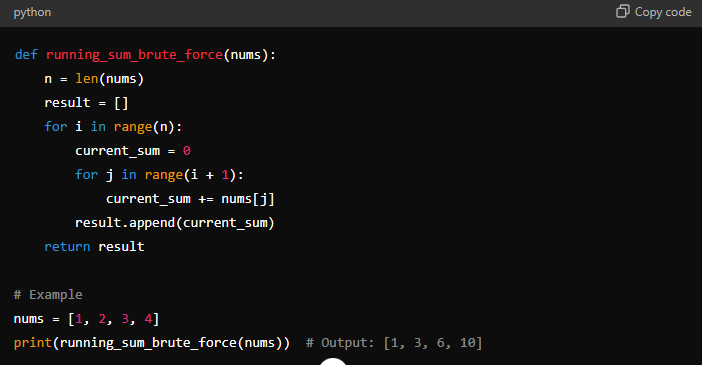 python
Copy code
def running_sum_brute_force(nums):
    n = len(nums)
    result = []
    for i in range(n):
        current_sum = 0
        for j in range(i + 1):
            current_sum += nums[j]
        result.append(current_sum)
    return result

# Example
nums = [1, 2, 3, 4]
print(running_sum_brute_force(nums))  # Output: [1, 3, 6, 10]